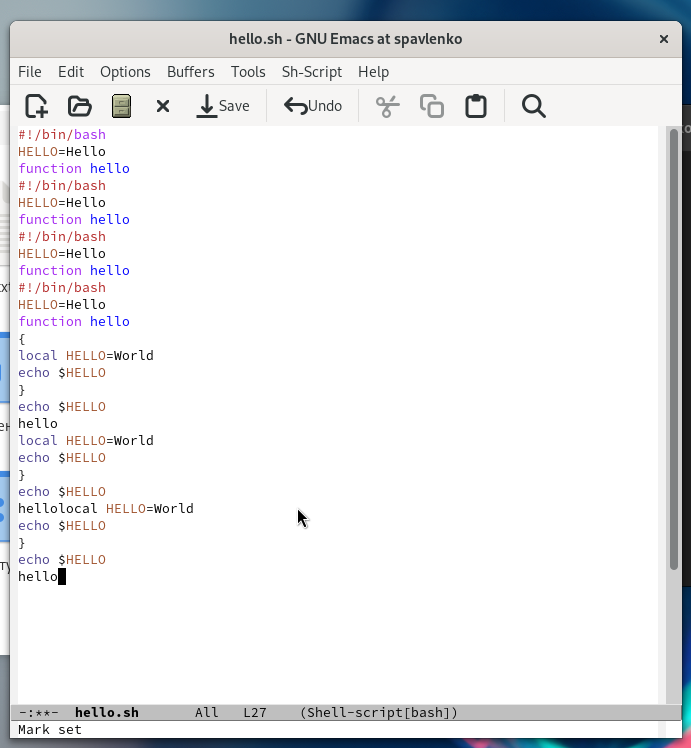 hello.sh - GNU Emacs at spavlenko
File Edit Options Buffers Tools Sh-Script Help
Save Undo
#!/bin/bash
HELLO=Hello
function hello
#!/bin/bash
HELLO=Hello
function hello
#!/bin/bash
HELLO=Hello
function hello
#!/bin/bash
HELLO=Hello
function hello
{
local HELLO=World
echo $HELLO
}
echo $HELLO
hello
local HELLO=World
echo $HELLO
}
echo $HELLO
hellolocal HELLO=World
echo $HELLO
}
echo $HELLO
hello
-:**- hello.sh All L27 (Shell-script[bash])
Mark set